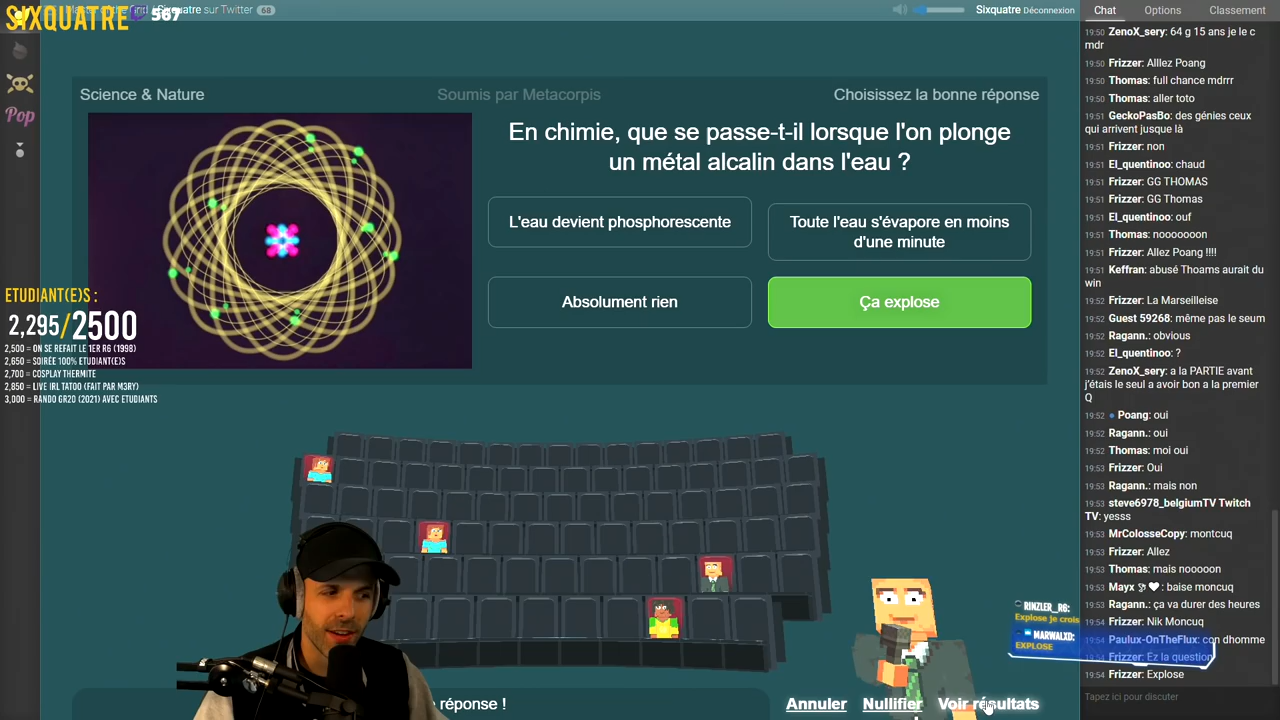 SIXQUATRE
567
Sixquatre sur Twitter 68
Sixquatre Déconnexion
Pop
Science & Nature
Soumis par Metacorpis
Choisissez la bonne réponse
En chimie, que se passe-t-il lorsque l'on plonge
un métal alcalin dans l'eau ?
L'eau devient phosphorescente
Toute l'eau s'évapore en moins
d'une minute
Absolument rien
Ça explose
ETUDIANT(E)S :
2,295/2500
2,500 = ON SE REFAIT LE 1ER R6 (1998)
2,650 = SOIRÉE 100% ETUDIANT(E)S
2,700 = COSPLAY THERMITE
2,850 = LIVE IRL TATOO (FAIT PAR M3RY)
3,000 = RANDO GR20 (2021) AVEC ETUDIANTS
réponse !
Annuler
Nullifier
Voir résultats
RINZLER_R6:
Explose je crois
MARWALXD:
EXPLOSE
Chat
Options
Classement
19:50 ZenoX_sery: 64 g 15 ans je le c
mdr
19:50 Frizzer: Alllez Poang
19:50 Thomas: full chance mdrrr
19:50 Thomas: aller toto
19:51 GeckoPasBo: des génies ceux
qui arrivent jusque là
19:51 Frizzer: non
19:51 El_quentinoo: chaud
19:51 Frizzer: GG THOMAS
19:51 Frizzer: GG Thomas
19:51 El_quentinoo: ouf
19:51 Thomas: nooooooon
19:51 Frizzer: Allez Poang !!!!
19:51 Keffran: abusé Thoams aurait du
win
19:52 Frizzer: La Marseilleise
19:52 Guest 59268: même pas le seum
19:52 Ragann.: obvious
19:52 El_quentinoo: ?
19:52 ZenoX_sery: a la PARTIE avant
j'étais le seul a avoir bon a la premier
Q
19:52 Poang: oui
19:52 Ragann.: oui
19:52 Thomas: moi oui
19:53 Frizzer: Oui
19:53 Ragann.: mais non
19:53 steve6978_belgiumTV Twitch
TV: yesss
19:53 MrColosseCopy: montcuq
19:53 Frizzer: Allez
19:53 Thomas: mais nooooon
19:53 Mayx: baise moncuq
19:53 Ragann.: ça va durer des heures
19:54 Frizzer: Nik Moncuq
19:54 Paulux-OnTheFlux: con dhomme
19:54 Frizzer: Ez la question
19:54 Frizzer: Explose
Tapez ici pour discuter